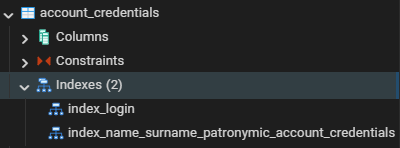 account_credentials
Columns
Constraints
Indexes (2)
index_login
index_name_surname_patronymic_account_credentials